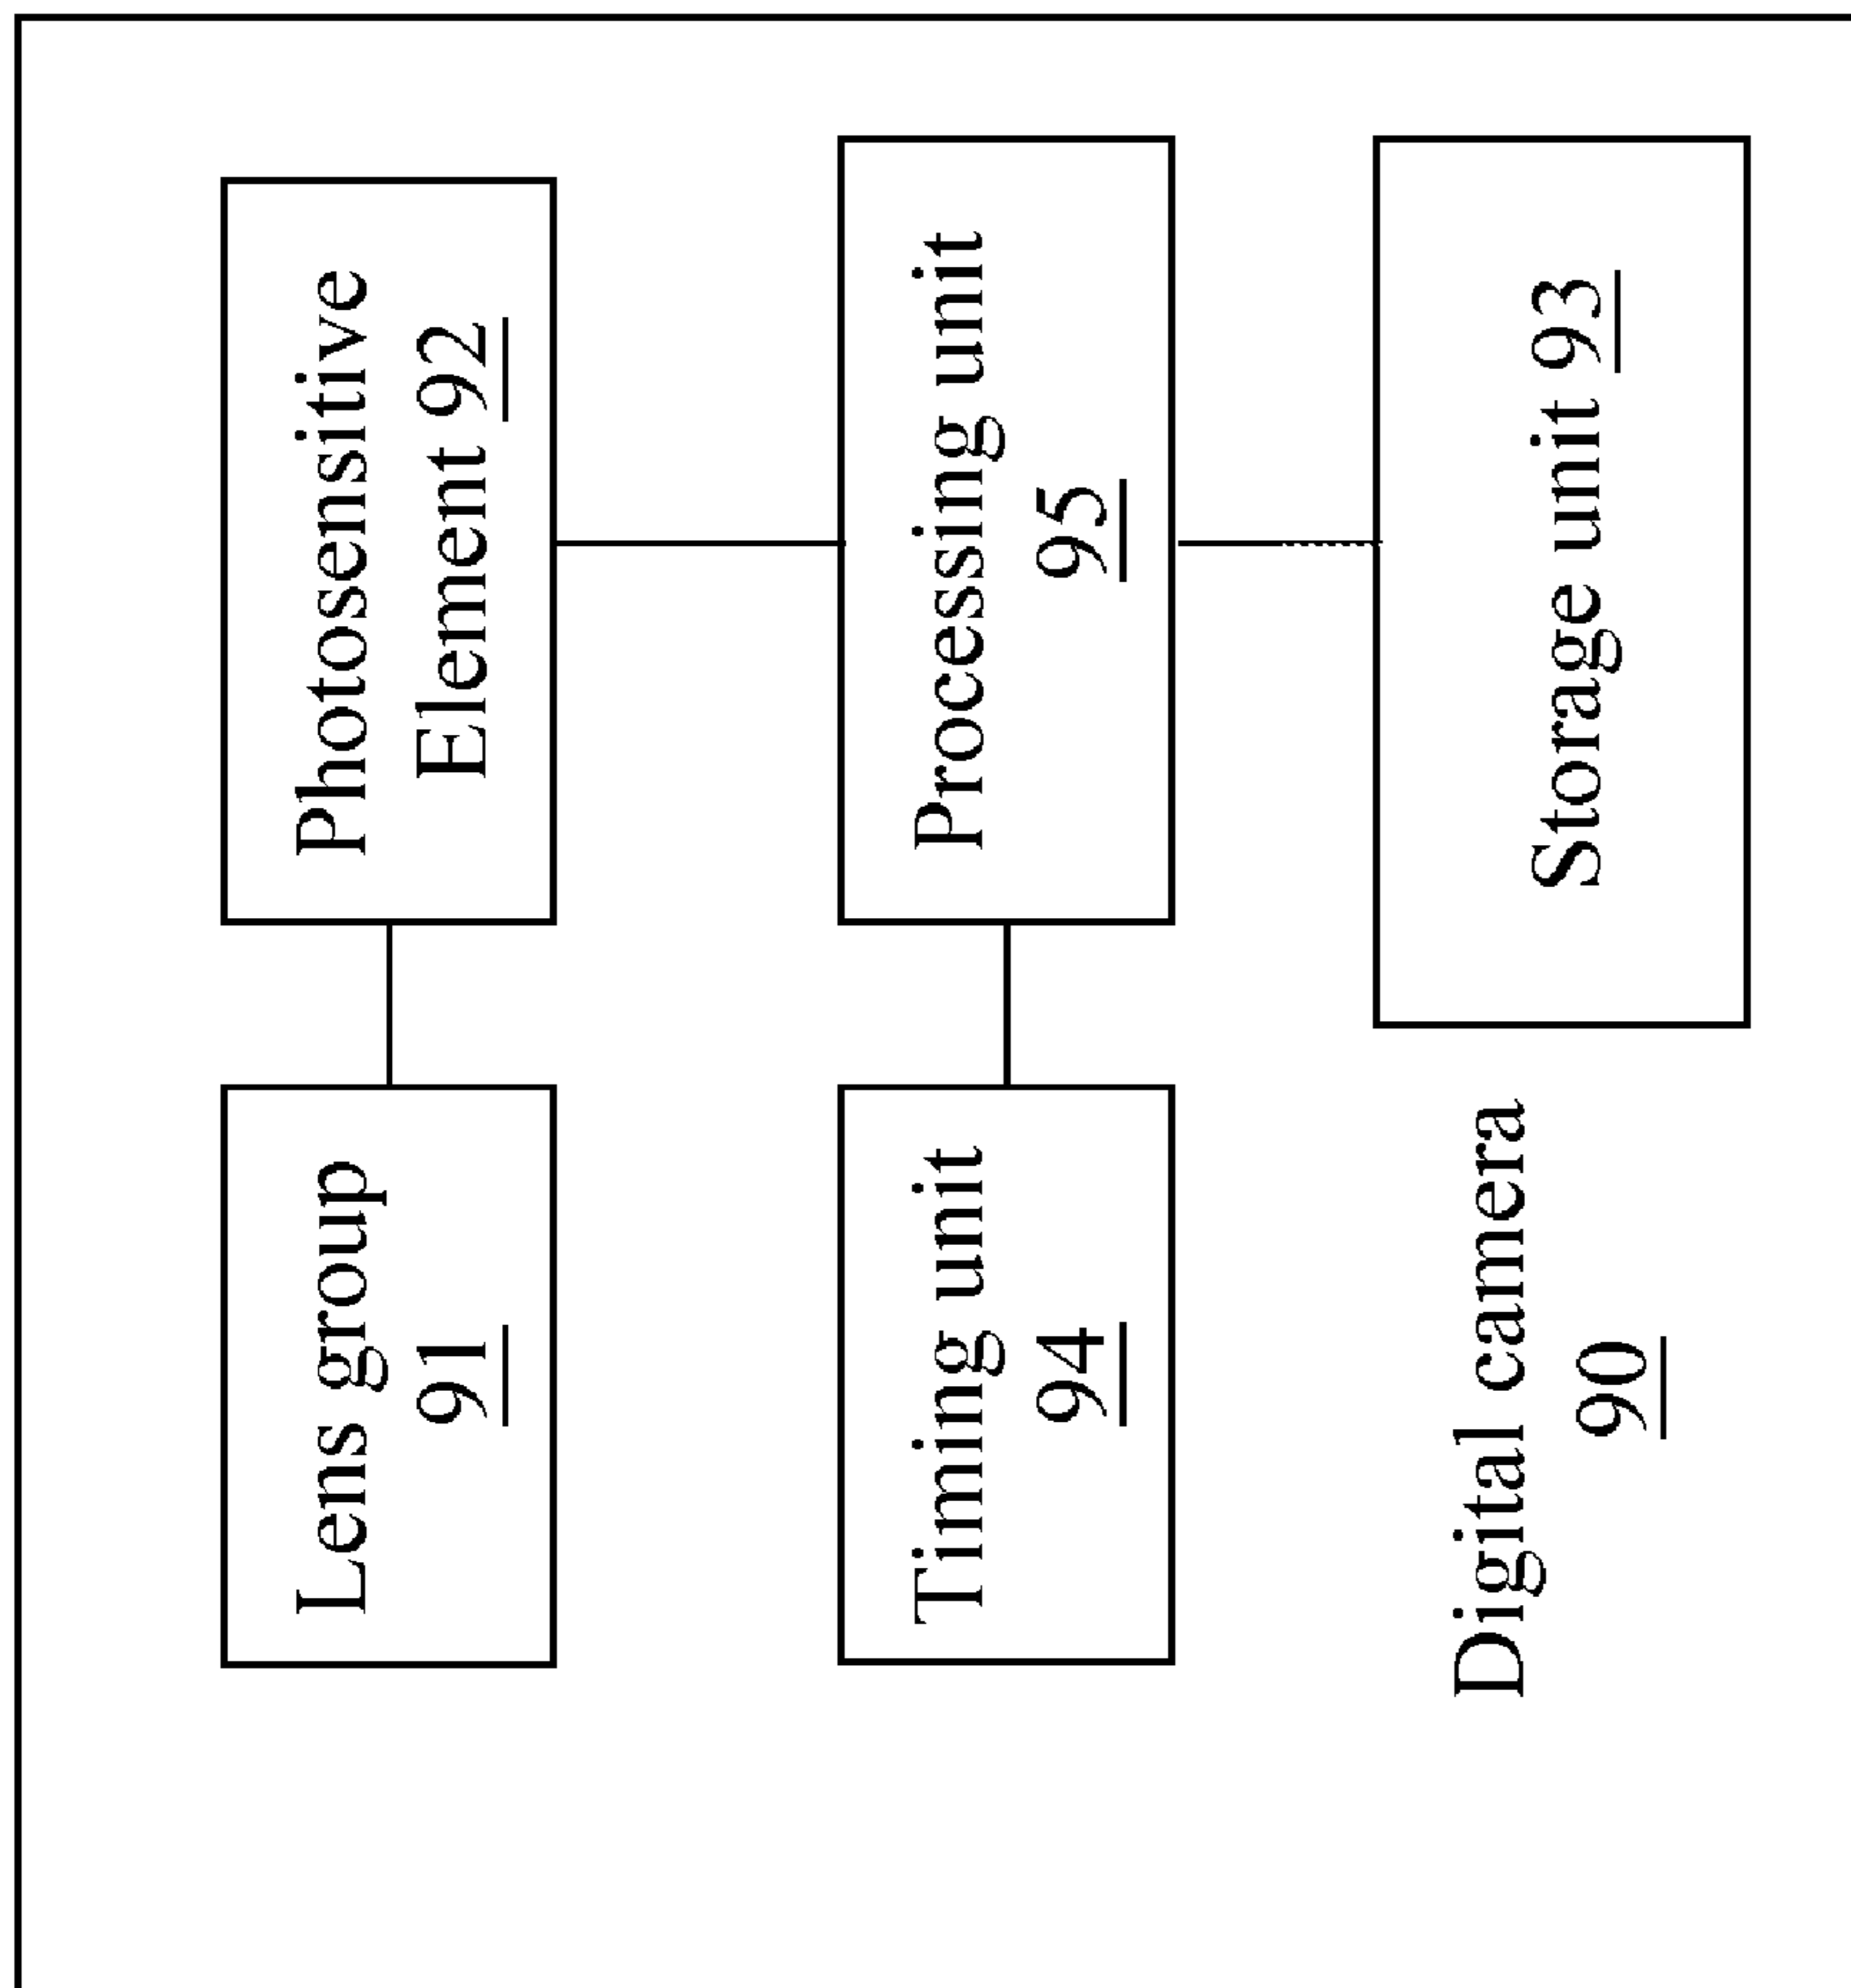 Lens group
91
Photosensitive
Element 92
Timing unit
94
Processing unit
95
Digital camera
90
Storage unit 93